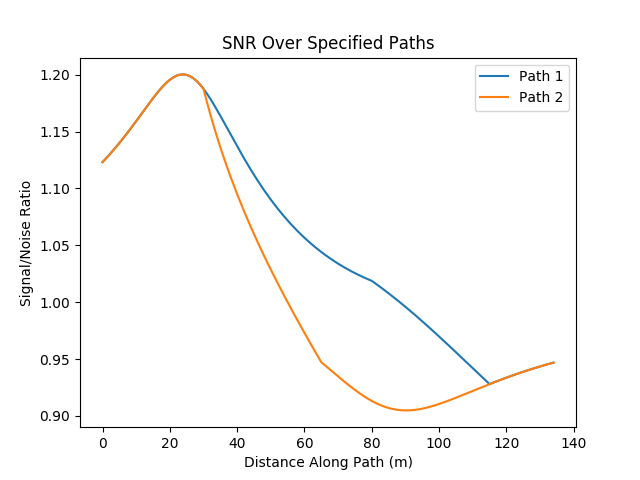 SNR Over Specified Paths
Path 1
Path 2
Signal/Noise Ratio
1.20
1.15
1.10
1.05
1.00
0.95
0.90
0 20 40 60 80 100 120 140
Distance Along Path (m)